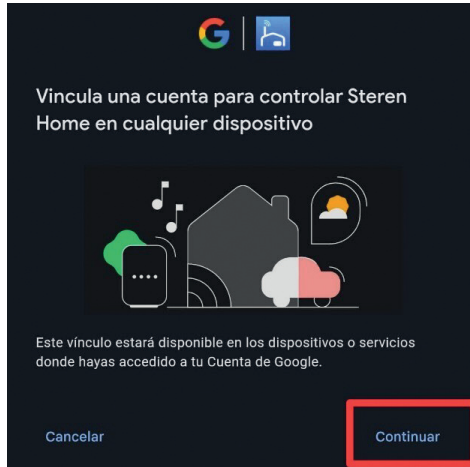 Vincula una cuenta para controlar Steren
Home en cualquier dispositivo
Este vínculo estará disponible en los dispositivos o servicios
donde hayas accedido a tu Cuenta de Google.
Cancelar
Continuar